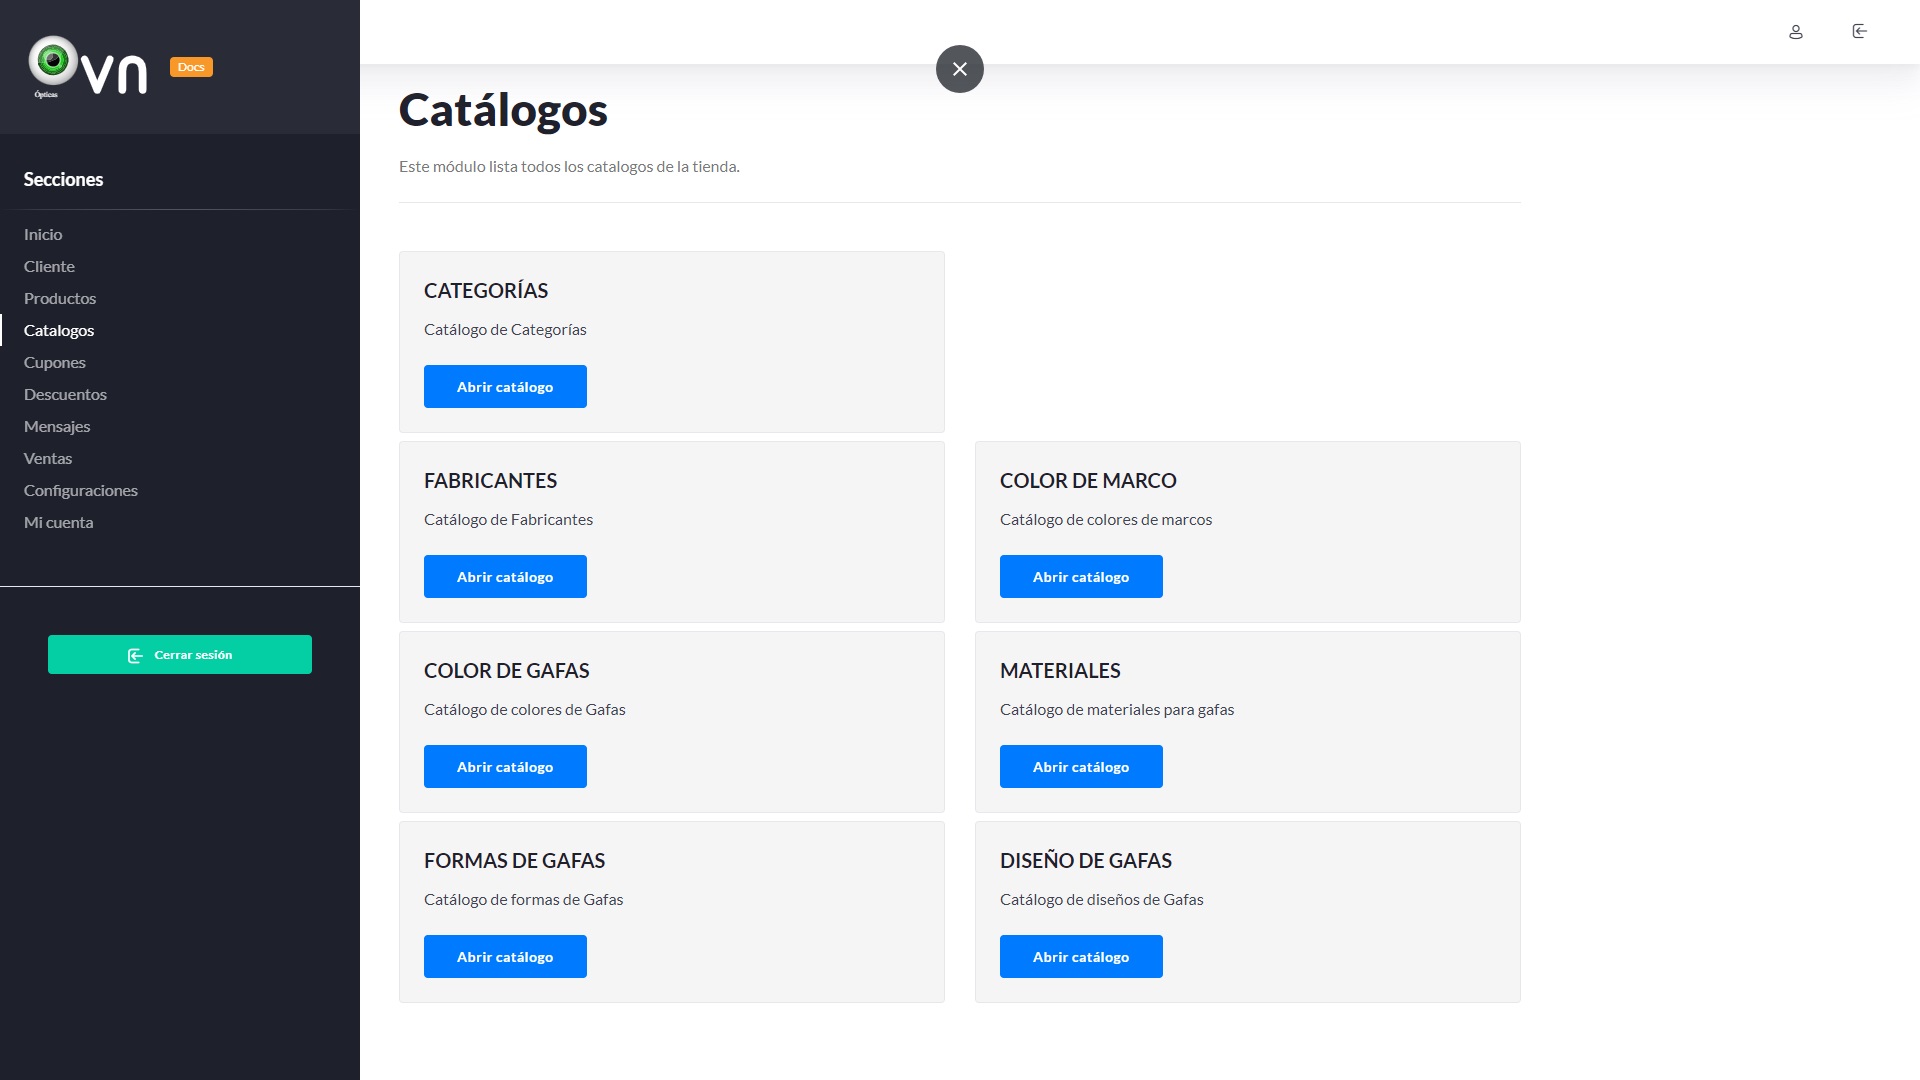 vn
Ópticas
Docs
Secciones
Inicio
Cliente
Productos
Catalogos
Cupones
Descuentos
Mensajes
Ventas
Configuraciones
Mi cuenta
Cerrar sesión
Catálogos
Este módulo lista todos los catalogos de la tienda.
CATEGORÍAS
Catálogo de Categorías
Abrir catálogo
FABRICANTES
Catálogo de Fabricantes
Abrir catálogo
COLOR DE MARCO
Catálogo de colores de marcos
Abrir catálogo
COLOR DE GAFAS
Catálogo de colores de Gafas
Abrir catálogo
MATERIALES
Catálogo de materiales para gafas
Abrir catálogo
FORMAS DE GAFAS
Catálogo de formas de Gafas
Abrir catálogo
DISEÑO DE GAFAS
Catálogo de diseños de Gafas
Abrir catálogo